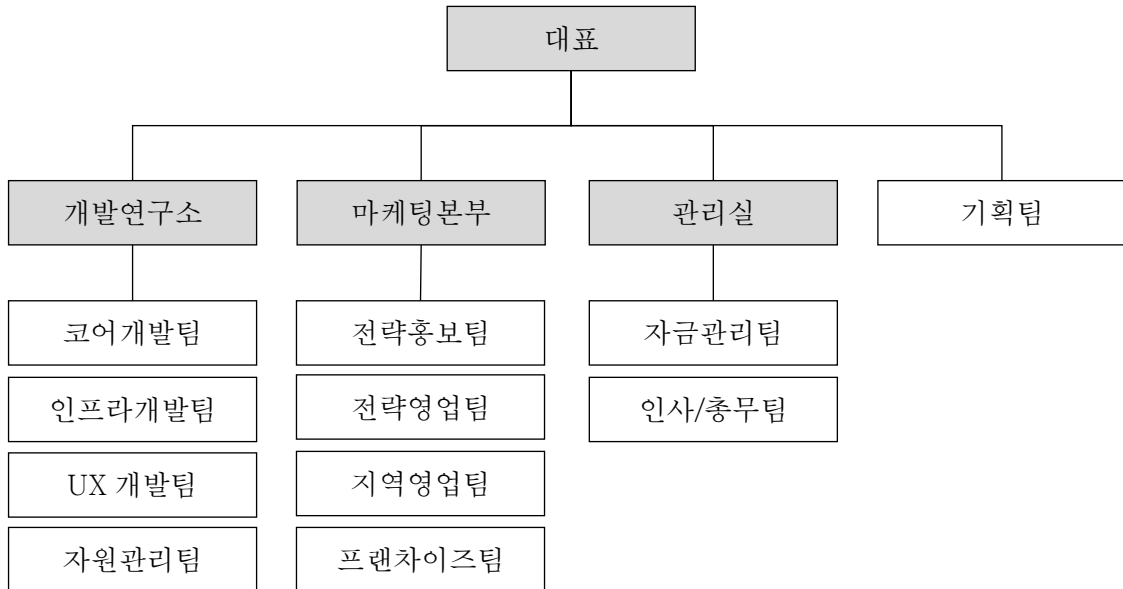 대표
개발연구소
마케팅본부
관리실
기획팀
코어개발팀
전략홍보팀
자금관리팀
인프라개발팀
전략영업팀
인사/총무팀
UX 개발팀
지역영업팀
자원관리팀
프랜차이즈팀